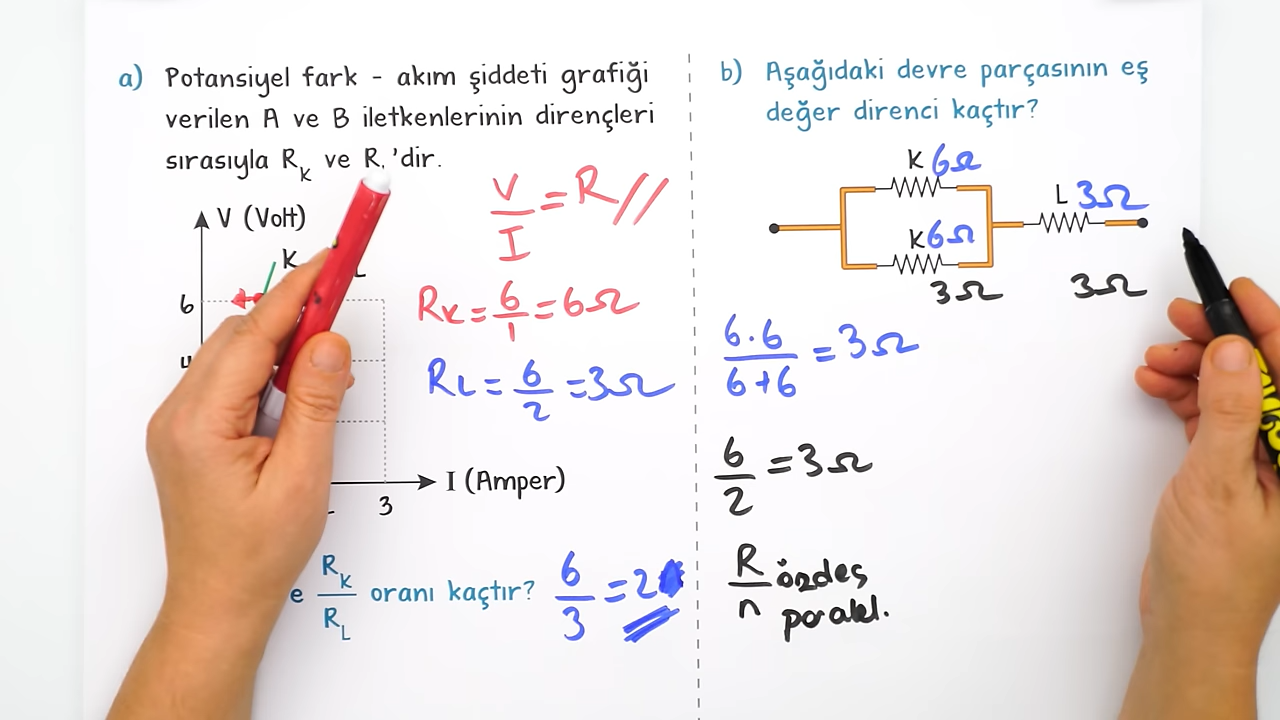 a) Potansiyel fark - akım şiddeti grafiği
verilen A ve B iletkenlerinin dirençleri
sırasıyla R_K ve R 'dir.
V/I = R //
V (Volt)
K
6
R_K = 6/1 = 6Ω
R_L = 6/2 = 3Ω
I (Amper)
3
R_K/R_L oranı kaçtır? 6/3 = 2
b) Aşağıdaki devre parçasının eş
değer direnci kaçtır?
K 6Ω
L 3Ω
K 6Ω
3Ω 3Ω
6·6/6+6 = 3Ω
6/2 = 3Ω
R/n özdeş
paralel.